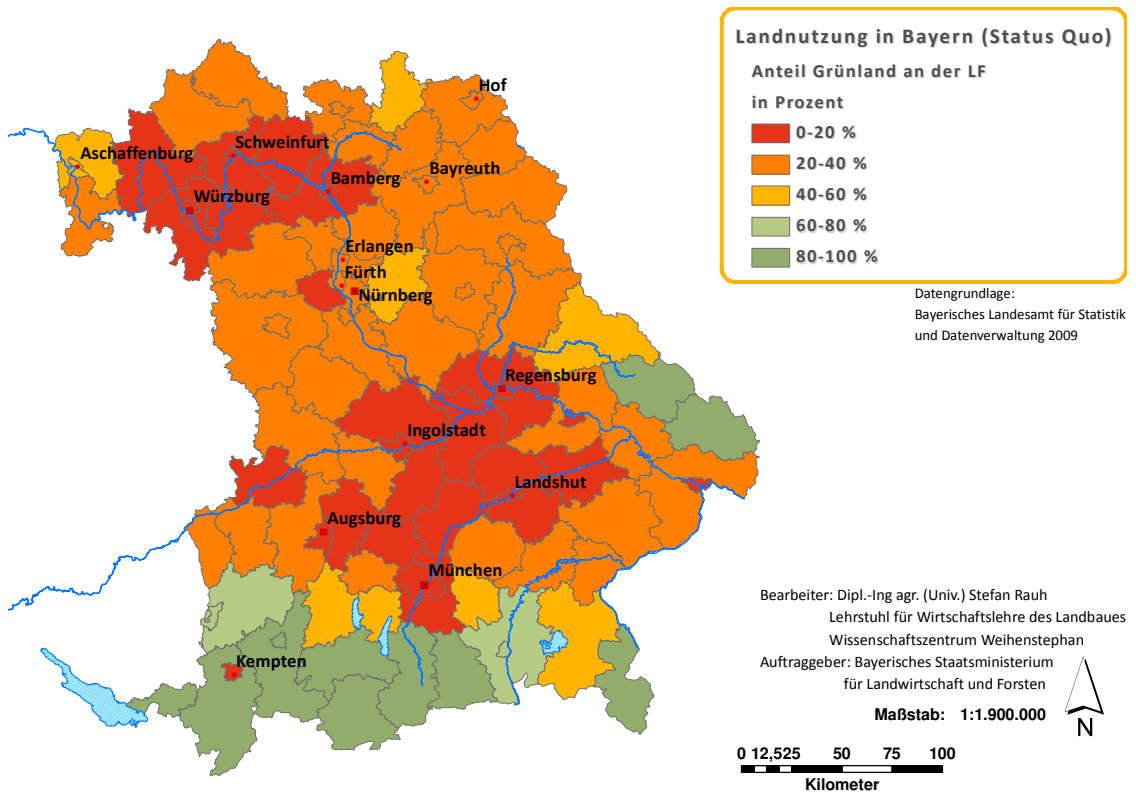 Landnutzung in Bayern (Status Quo)
Anteil Grünland an der LF
in Prozent
0-20 %
20-40 %
40-60 %
60-80 %
80-100 %
Datengrundlage:
Bayerisches Landesamt für Statistik
und Datenverwaltung 2009
Hof
Schweinfurt
Aschaffenburg
Bayreuth
Bamberg
Würzburg
Erlangen
Fürth
Nürnberg
Regensburg
Ingolstadt
Landshut
Augsburg
München
Kempten
Bearbeiter: Dipl.-Ing agr. (Univ.) Stefan Rauh
Lehrstuhl für Wirtschaftslehre des Landbaues
Wissenschaftszentrum Weihenstephan
Auftraggeber: Bayerisches Staatsministerium
für Landwirtschaft und Forsten
Maßstab: 1:1.900.000
N
0 12,525 50 75 100
Kilometer